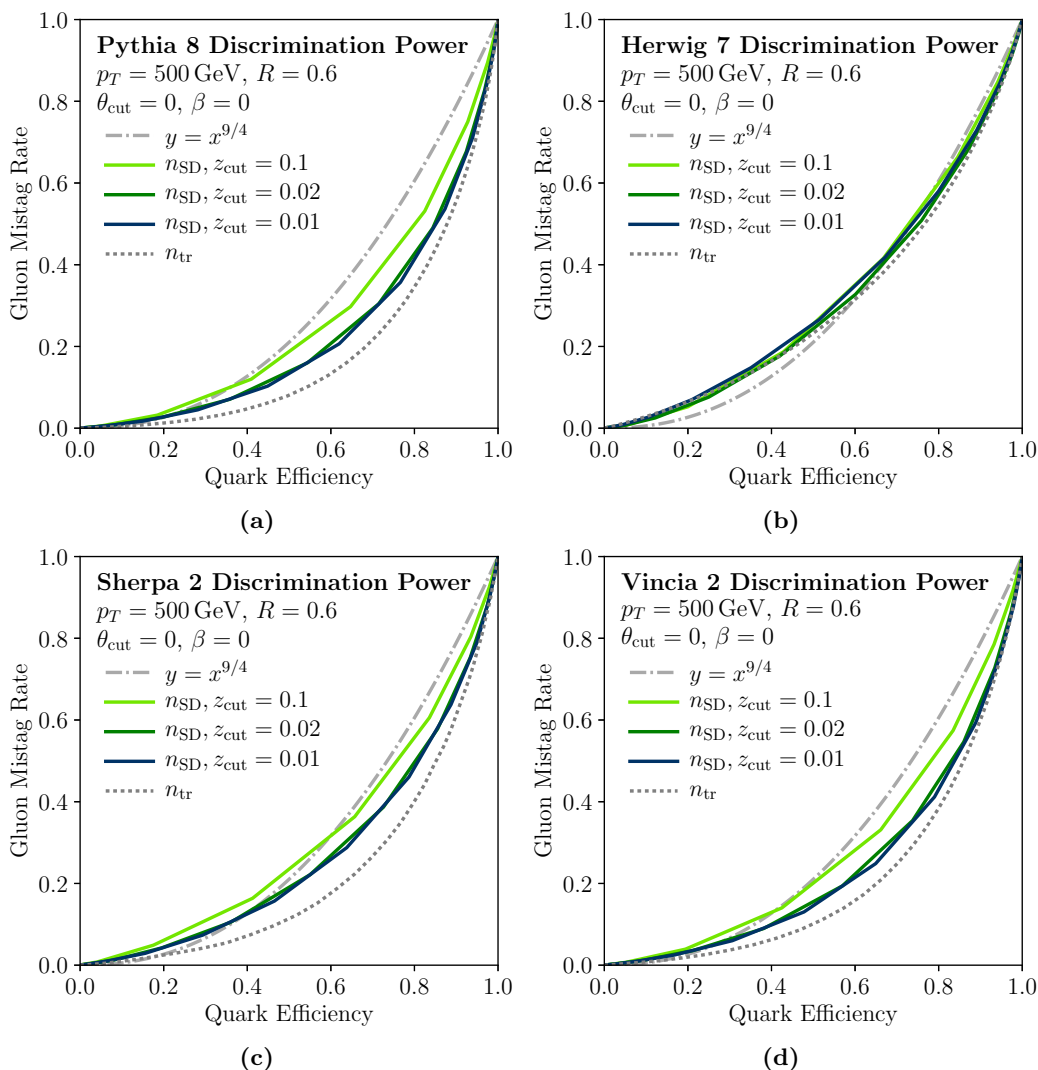 Pythia 8 Discrimination Power
p_T = 500 GeV, R = 0.6
θ_cut = 0, β = 0
y = x^{9/4}
n_SD, z_cut = 0.1
n_SD, z_cut = 0.02
n_SD, z_cut = 0.01
n_tr
Gluon Mistag Rate
1.0
0.8
0.6
0.4
0.2
0.0
0.0 0.2 0.4 0.6 0.8 1.0
Quark Efficiency
(a)
Herwig 7 Discrimination Power
p_T = 500 GeV, R = 0.6
θ_cut = 0, β = 0
y = x^{9/4}
n_SD, z_cut = 0.1
n_SD, z_cut = 0.02
n_SD, z_cut = 0.01
n_tr
Gluon Mistag Rate
1.0
0.8
0.6
0.4
0.2
0.0
0.0 0.2 0.4 0.6 0.8 1.0
Quark Efficiency
(b)
Sherpa 2 Discrimination Power
p_T = 500 GeV, R = 0.6
θ_cut = 0, β = 0
y = x^{9/4}
n_SD, z_cut = 0.1
n_SD, z_cut = 0.02
n_SD, z_cut = 0.01
n_tr
Gluon Mistag Rate
1.0
0.8
0.6
0.4
0.2
0.0
0.0 0.2 0.4 0.6 0.8 1.0
Quark Efficiency
(c)
Vincia 2 Discrimination Power
p_T = 500 GeV, R = 0.6
θ_cut = 0, β = 0
y = x^{9/4}
n_SD, z_cut = 0.1
n_SD, z_cut = 0.02
n_SD, z_cut = 0.01
n_tr
Gluon Mistag Rate
1.0
0.8
0.6
0.4
0.2
0.0
0.0 0.2 0.4 0.6 0.8 1.0
Quark Efficiency
(d)